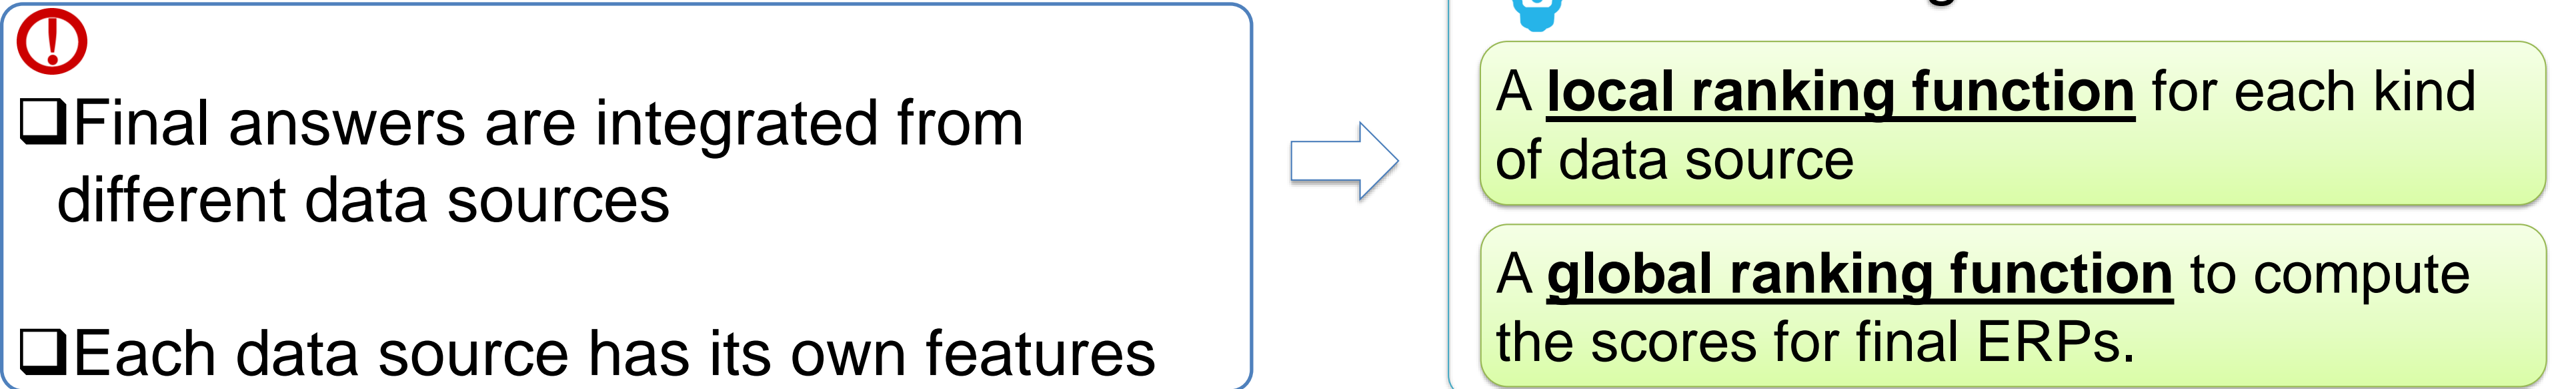 ❑Final answers are integrated from
different data sources
❑Each data source has its own features
A local ranking function for each kind
of data source
A global ranking function to compute
the scores for final ERPs.